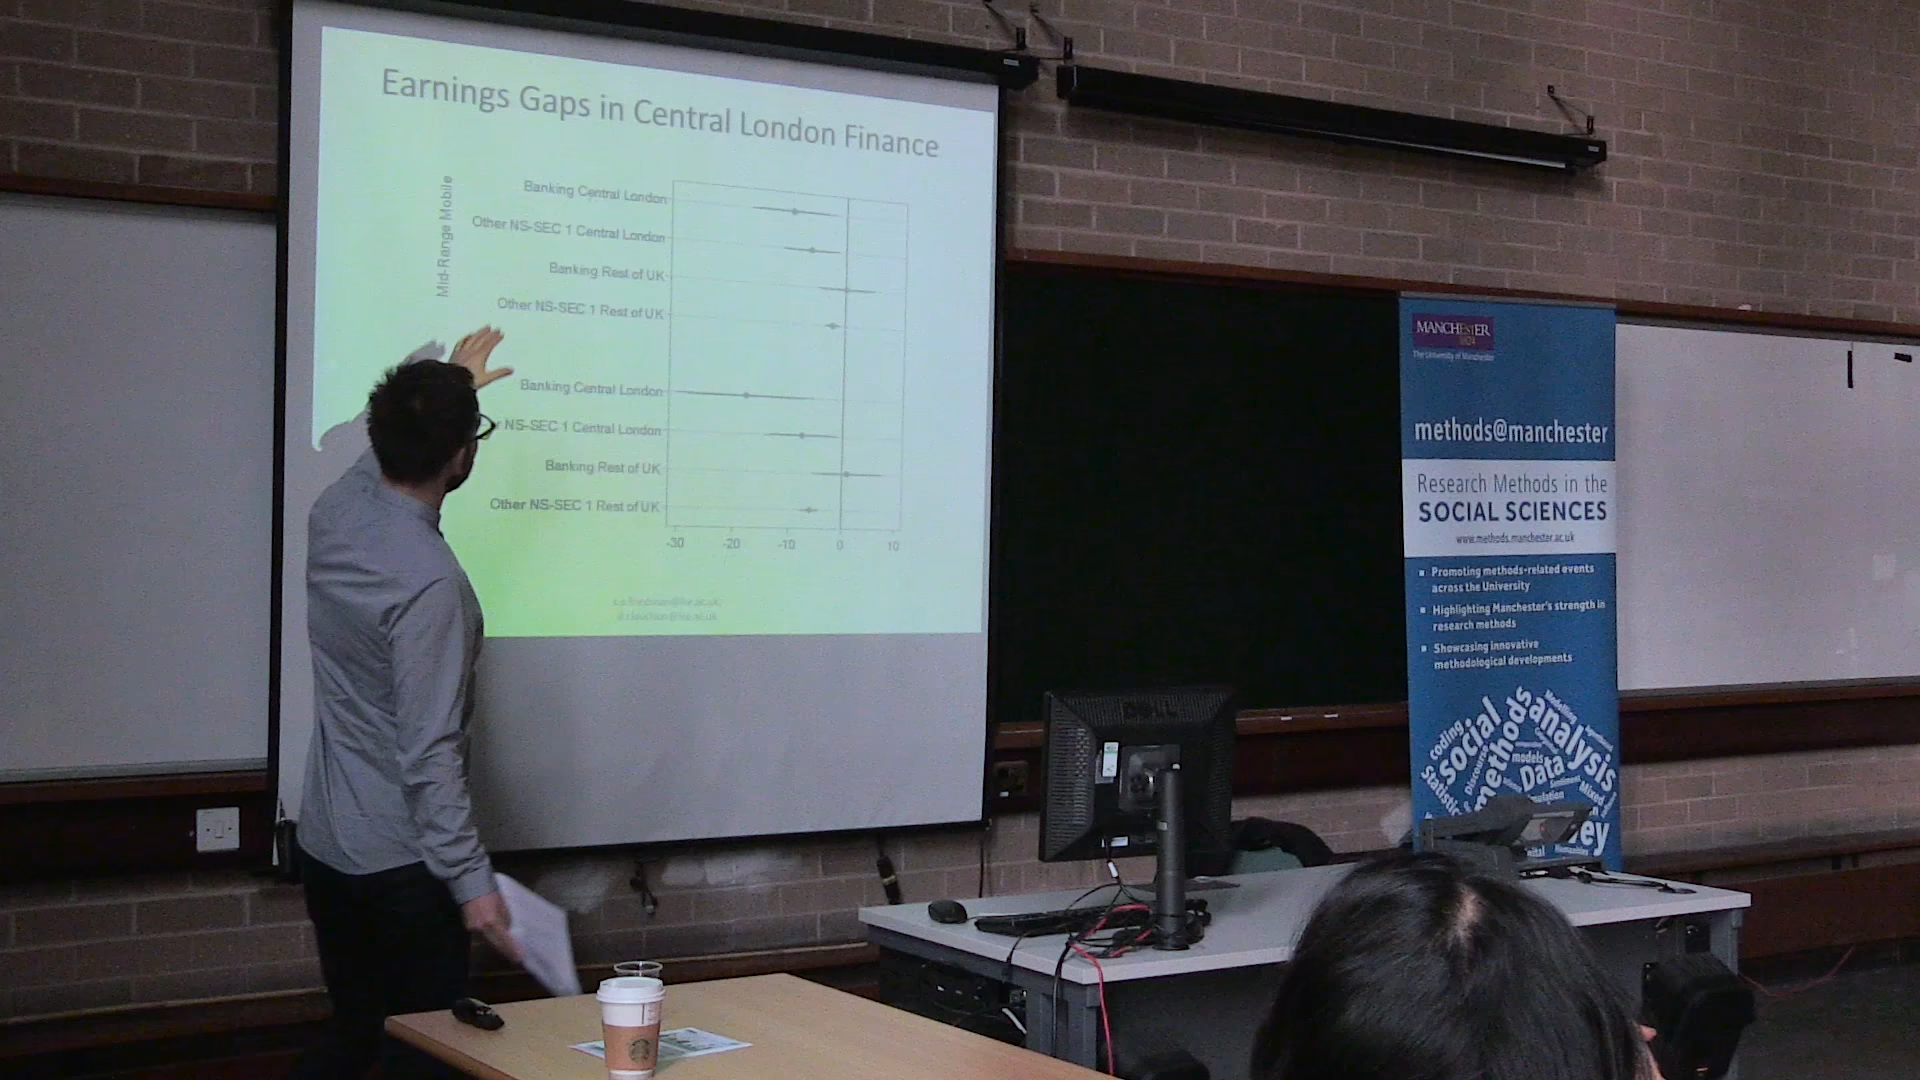 Earnings Gaps in Central London Finance
Mid-Range Mobile
Banking Central London
Other NS-SEC 1 Central London
Banking Rest of UK
Other NS-SEC 1 Rest of UK
Banking Central London
NS-SEC 1 Central London
Banking Rest of UK
Other NS-SEC 1 Rest of UK
-30 -20 -10 0 10
MANCHESTER
1824
The University of Manchester
methods@manchester
Research Methods in the
SOCIAL SCIENCES
www.methods.manchester.ac.uk
Promoting methods-related events
across the University
Highlighting Manchester's strength in
research methods
Showcasing innovative
methodological developments
coding
social
methods
analysis
Modelling
models
Data
Mixed
DELL